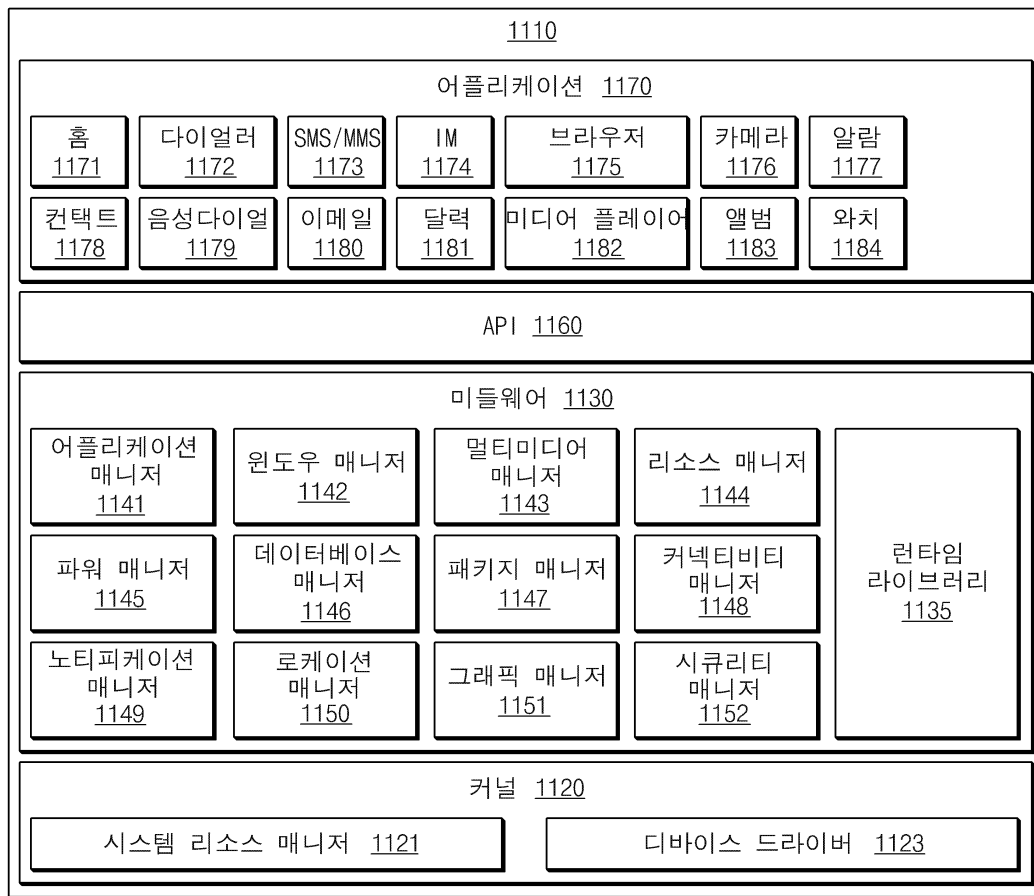 1110
어플리케이션 1170
홈
1171
다이얼러
1172
SMS/MMS
1173
IM
1174
브라우저
1175
카메라
1176
알람
1177
컨택트
1178
음성다이얼
1179
이메일
1180
달력
1181
미디어 플레이어
1182
앨범
1183
와치
1184
API 1160
미들웨어 1130
어플리케이션
매니저
1141
윈도우 매니저
1142
멀티미디어
매니저
1143
리소스 매니저
1144
파워 매니저
1145
데이터베이스
매니저
1146
패키지 매니저
1147
커넥티비티
매니저
1148
노티피케이션
매니저
1149
로케이션
매니저
1150
그래픽 매니저
1151
시큐리티
매니저
1152
런타임
라이브러리
1135
커널 1120
시스템 리소스 매니저 1121
디바이스 드라이버 1123